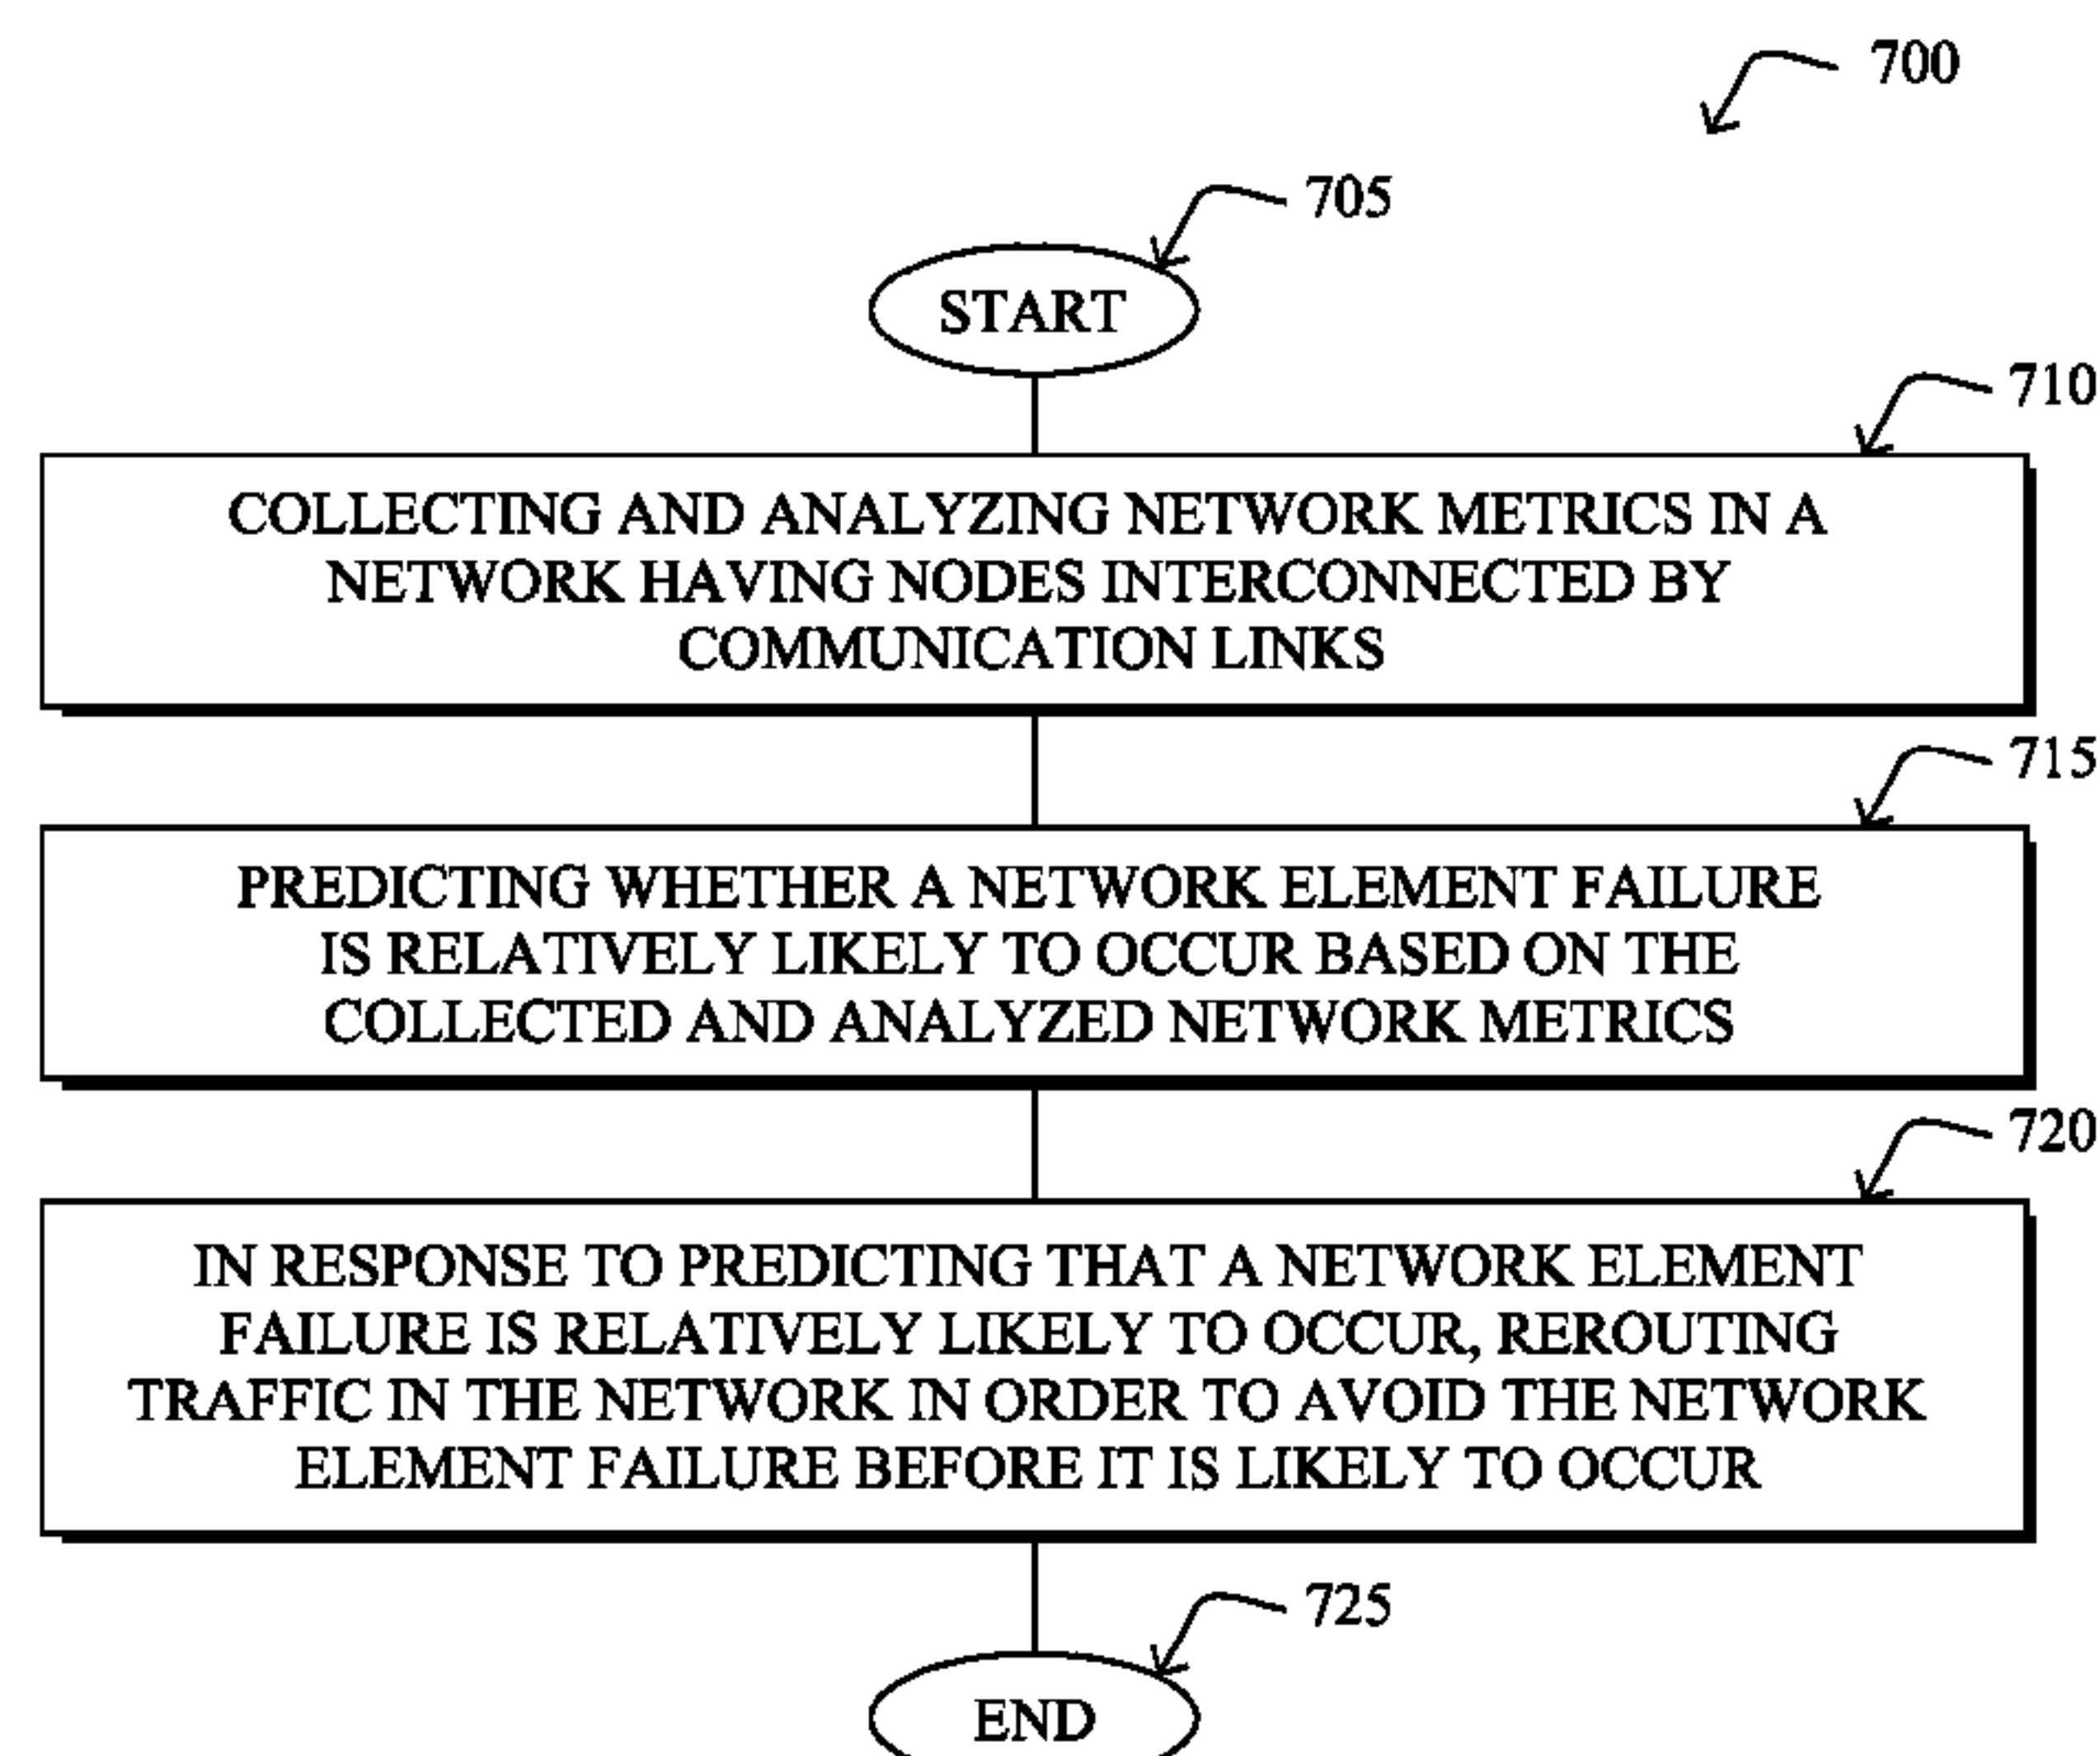 700
705
START
710
COLLECTING AND ANALYZING NETWORK METRICS IN A
NETWORK HAVING NODES INTERCONNECTED BY
COMMUNICATION LINKS
715
PREDICTING WHETHER A NETWORK ELEMENT FAILURE
IS RELATIVELY LIKELY TO OCCUR BASED ON THE
COLLECTED AND ANALYZED NETWORK METRICS
720
IN RESPONSE TO PREDICTING THAT A NETWORK ELEMENT
FAILURE IS RELATIVELY LIKELY TO OCCUR, REROUTING
TRAFFIC IN THE NETWORK IN ORDER TO AVOID THE NETWORK
ELEMENT FAILURE BEFORE IT IS LIKELY TO OCCUR
725
END